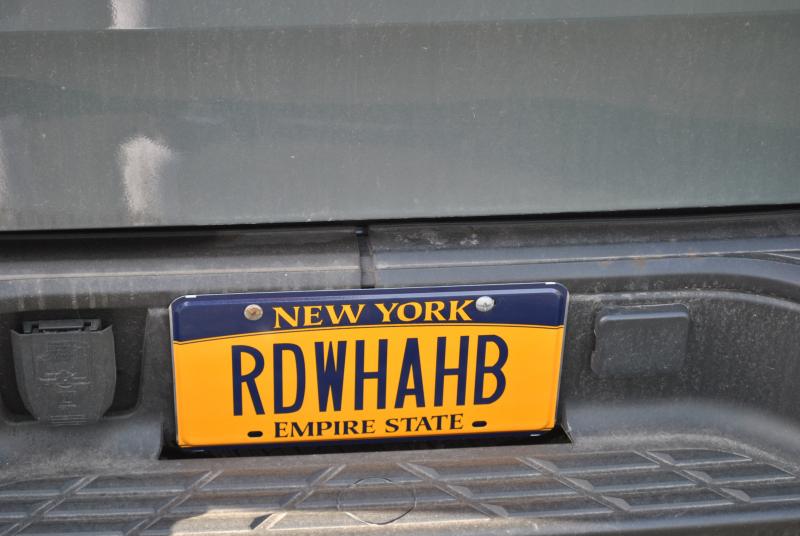 NEW YORK
RDWHAHB
EMPIRE STATE